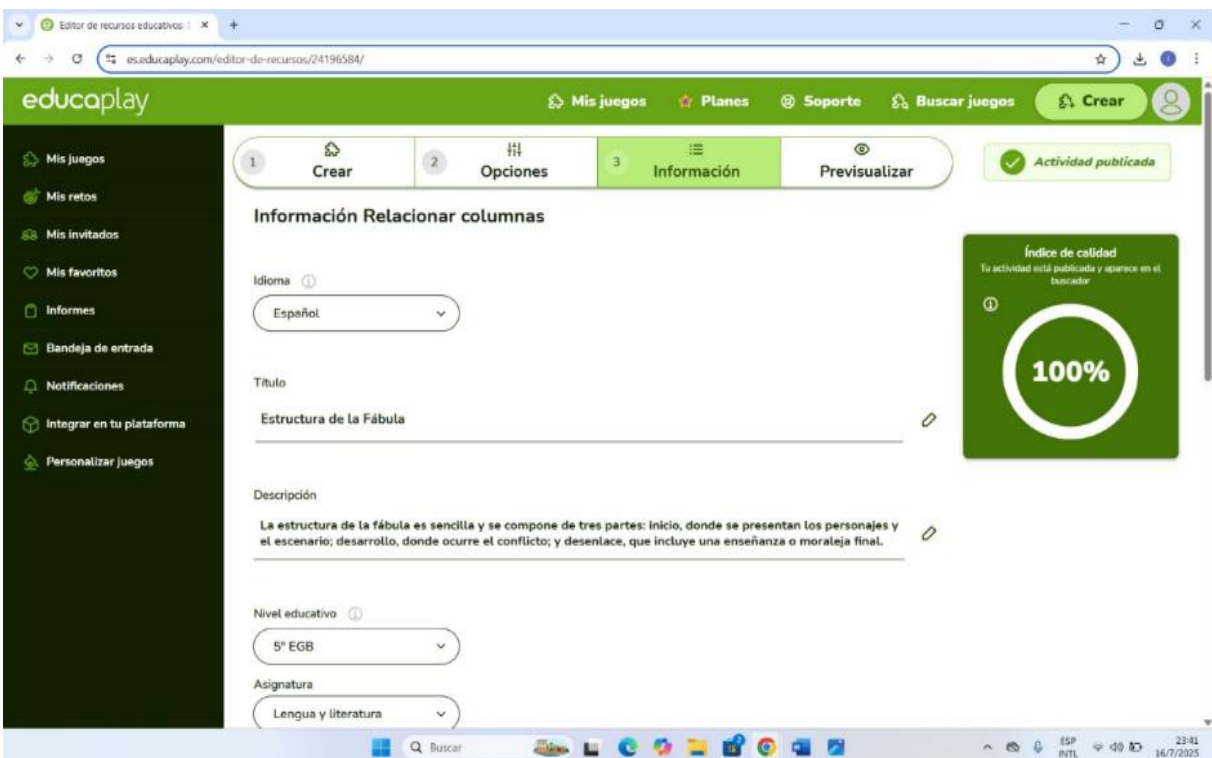 Editor de recursos educativos:
es.educaplay.com/editor-de-recursos/24196584/
educaplay
Mis juegos
Planes
Soporte
Buscar juegos
Crear
Mis juegos
Mis retos
Mis invitados
Mis favoritos
Informes
Bandeja de entrada
Notificaciones
Integrar en tu plataforma
Personalizar juegos
1
Crear
2
Opciones
3
Información
Previsualizar
Actividad publicada
Información Relacionar columnas
Índice de calidad
Tu actividad está publicada y aparece en el
buscador
100%
Idioma
Español
Título
Estructura de la Fábula
Descripción
La estructura de la fábula es sencilla y se compone de tres partes: inicio, donde se presentan los personajes y
el escenario; desarrollo, donde ocurre el conflicto; y desenlace, que incluye una enseñanza o moraleja final.
Nivel educativo
5º EGB
Asignatura
Lengua y literatura
Buscar
ESP
INTL
23:41
16/7/2025